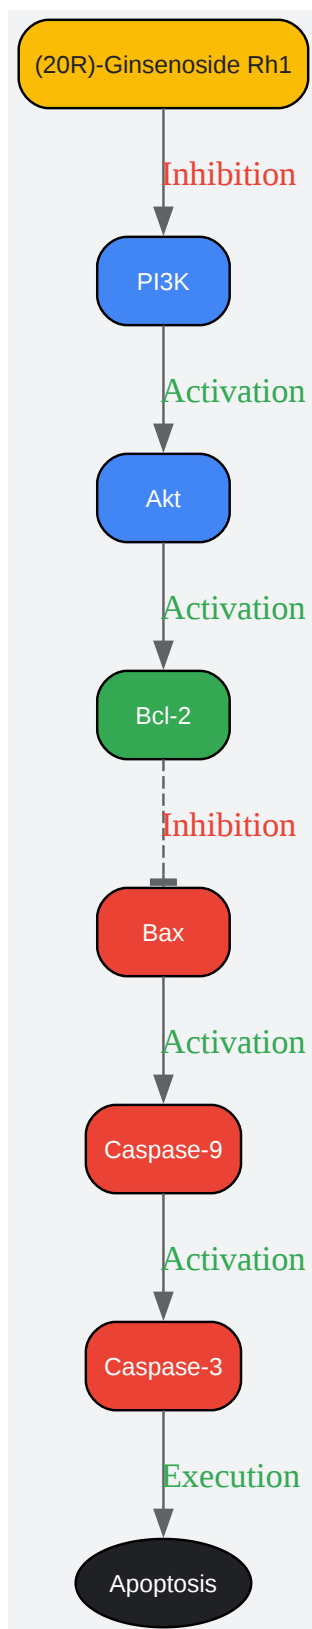 (20R)-Ginsenoside Rh1
Inhibition
PI3K
Activation
Akt
Activation
Bcl-2
Inhibition
Bax
Activation
Caspase-9
Activation
Caspase-3
Execution
Apoptosis